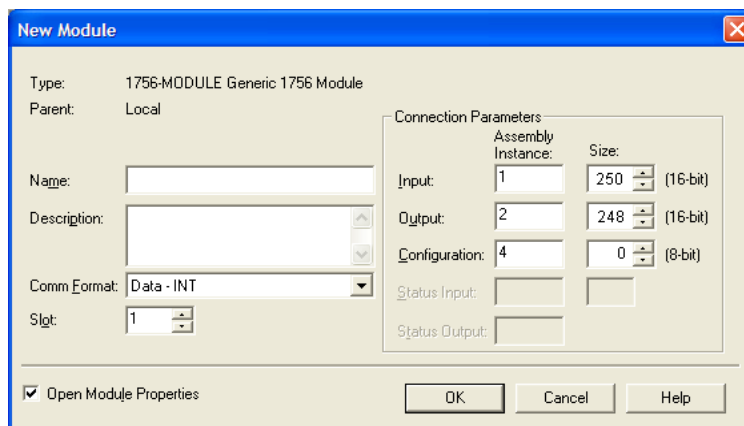 New Module
Type: 1756-MODULE Generic 1756 Module
Parent: Local
Connection Parameters
Assembly Instance: Size:
Name:
Input: 1 250 (16-bit)
Description:
Output: 2 248 (16-bit)
Configuration: 4 0 (8-bit)
Comm Format: Data - INT
Status Input:
Slot: 1
Status Output:
Open Module Properties OK Cancel Help